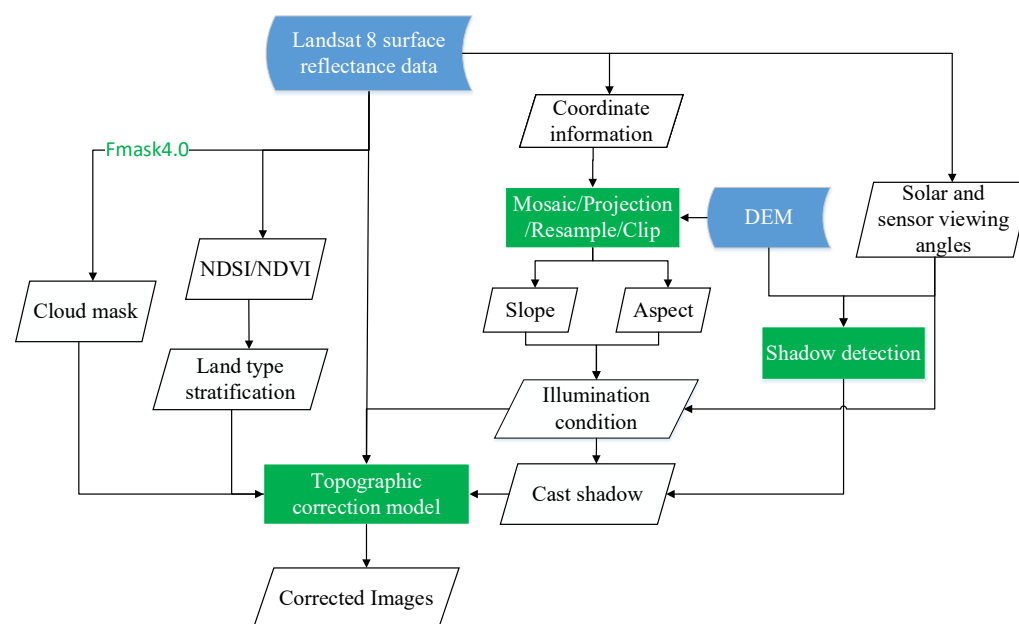 Landsat 8 surface
reflectance data
Coordinate
information
Fmask4.0
Solar and
sensor viewing
angles
Mosaic/Projection
/Resample/Clip
DEM
NDSI/NDVI
Cloud mask
Slope
Aspect
Shadow detection
Land type
stratification
Illumination
condition
Topographic
correction model
Cast shadow
Corrected Images